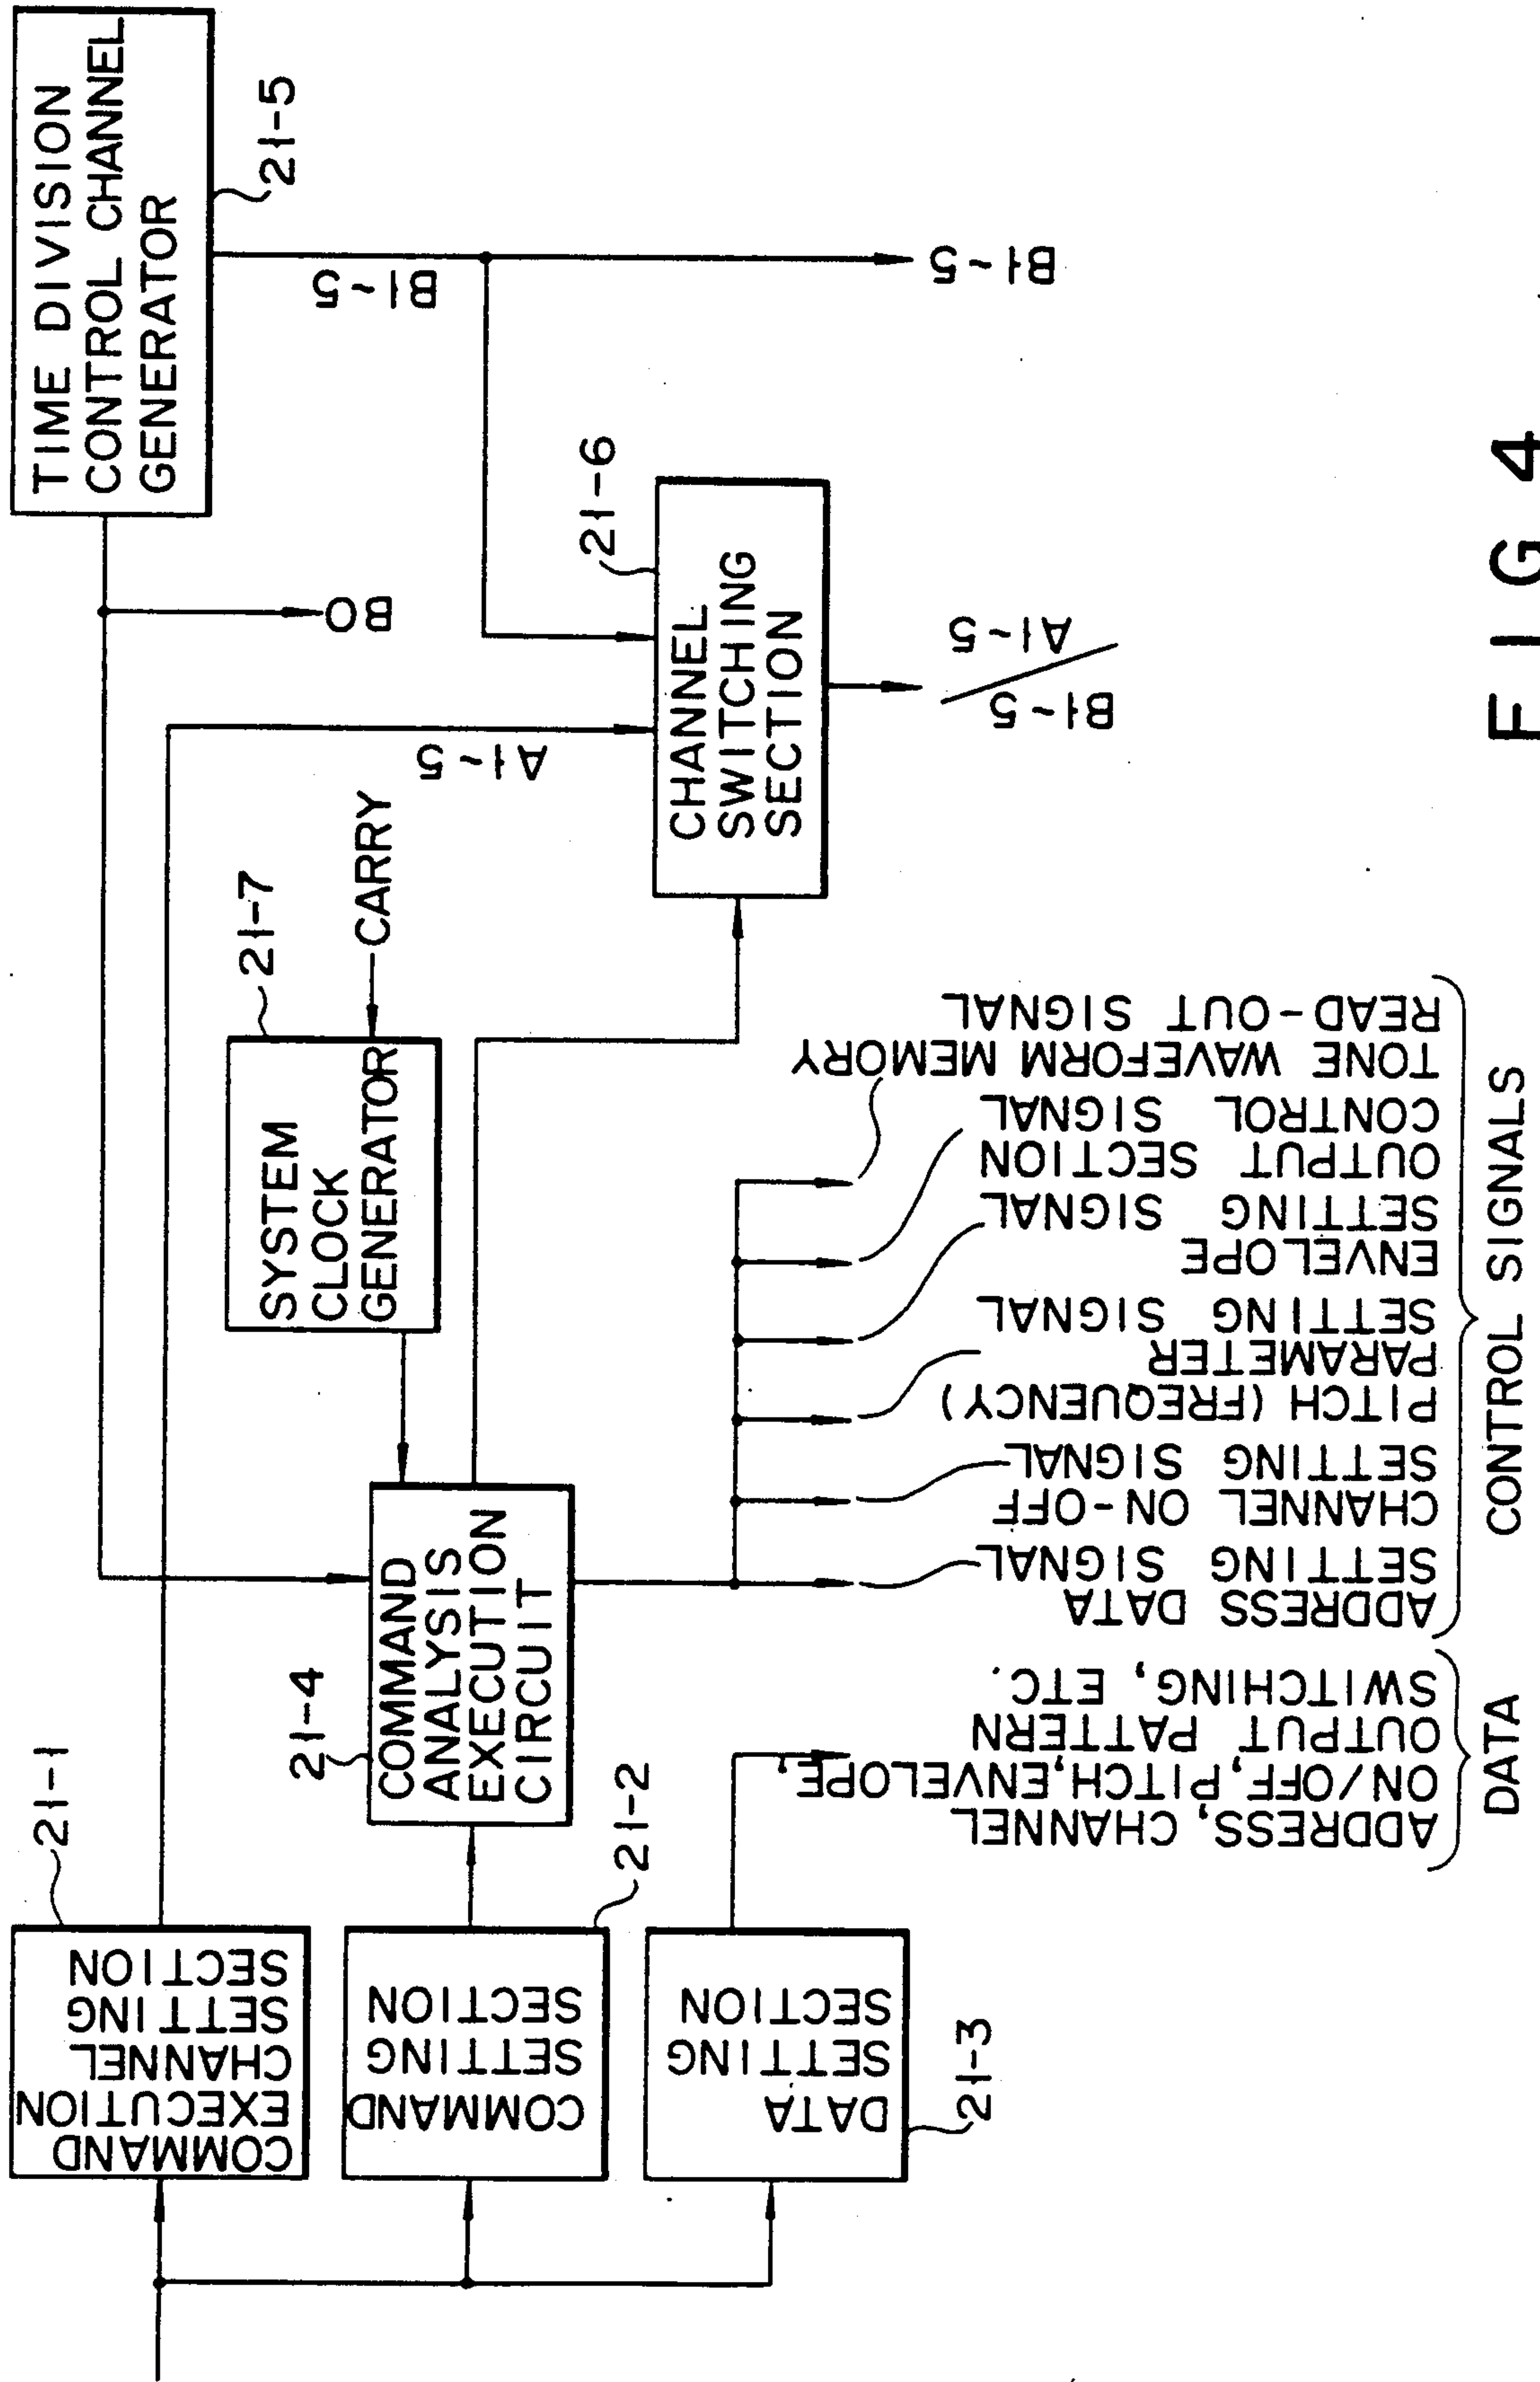 21-1
COMMAND
EXECUTION
CHANNEL
SETTING
SECTION
COMMAND
SETTING
SECTION
21-2
DATA
SETTING
SECTION
21-3
21-4
COMMAND
ANALYSIS
EXECUTION
CIRCUIT
21-7
SYSTEM
CLOCK
GENERATOR
CARRY
TIME DIVISION
CONTROL CHANNEL
GENERATOR
21-5
B0
B1~5
B1~5
A1~5
21-6
CHANNEL
SWITCHING
SECTION
A1~5
B1~5
ADDRESS, CHANNEL
ON/OFF, PITCH, ENVELOPE,
OUTPUT PATTERN
SWITCHING, ETC.
DATA
ADDRESS DATA
SETTING SIGNAL
CHANNEL ON-OFF
SETTING SIGNAL
PITCH (FREQUENCY)
PARAMETER
SETTING SIGNAL
ENVELOPE
SETTING SIGNAL
OUTPUT SECTION
CONTROL SIGNAL
TONE WAVEFORM MEMORY
READ-OUT SIGNAL
CONTROL SIGNALS
FIG 4